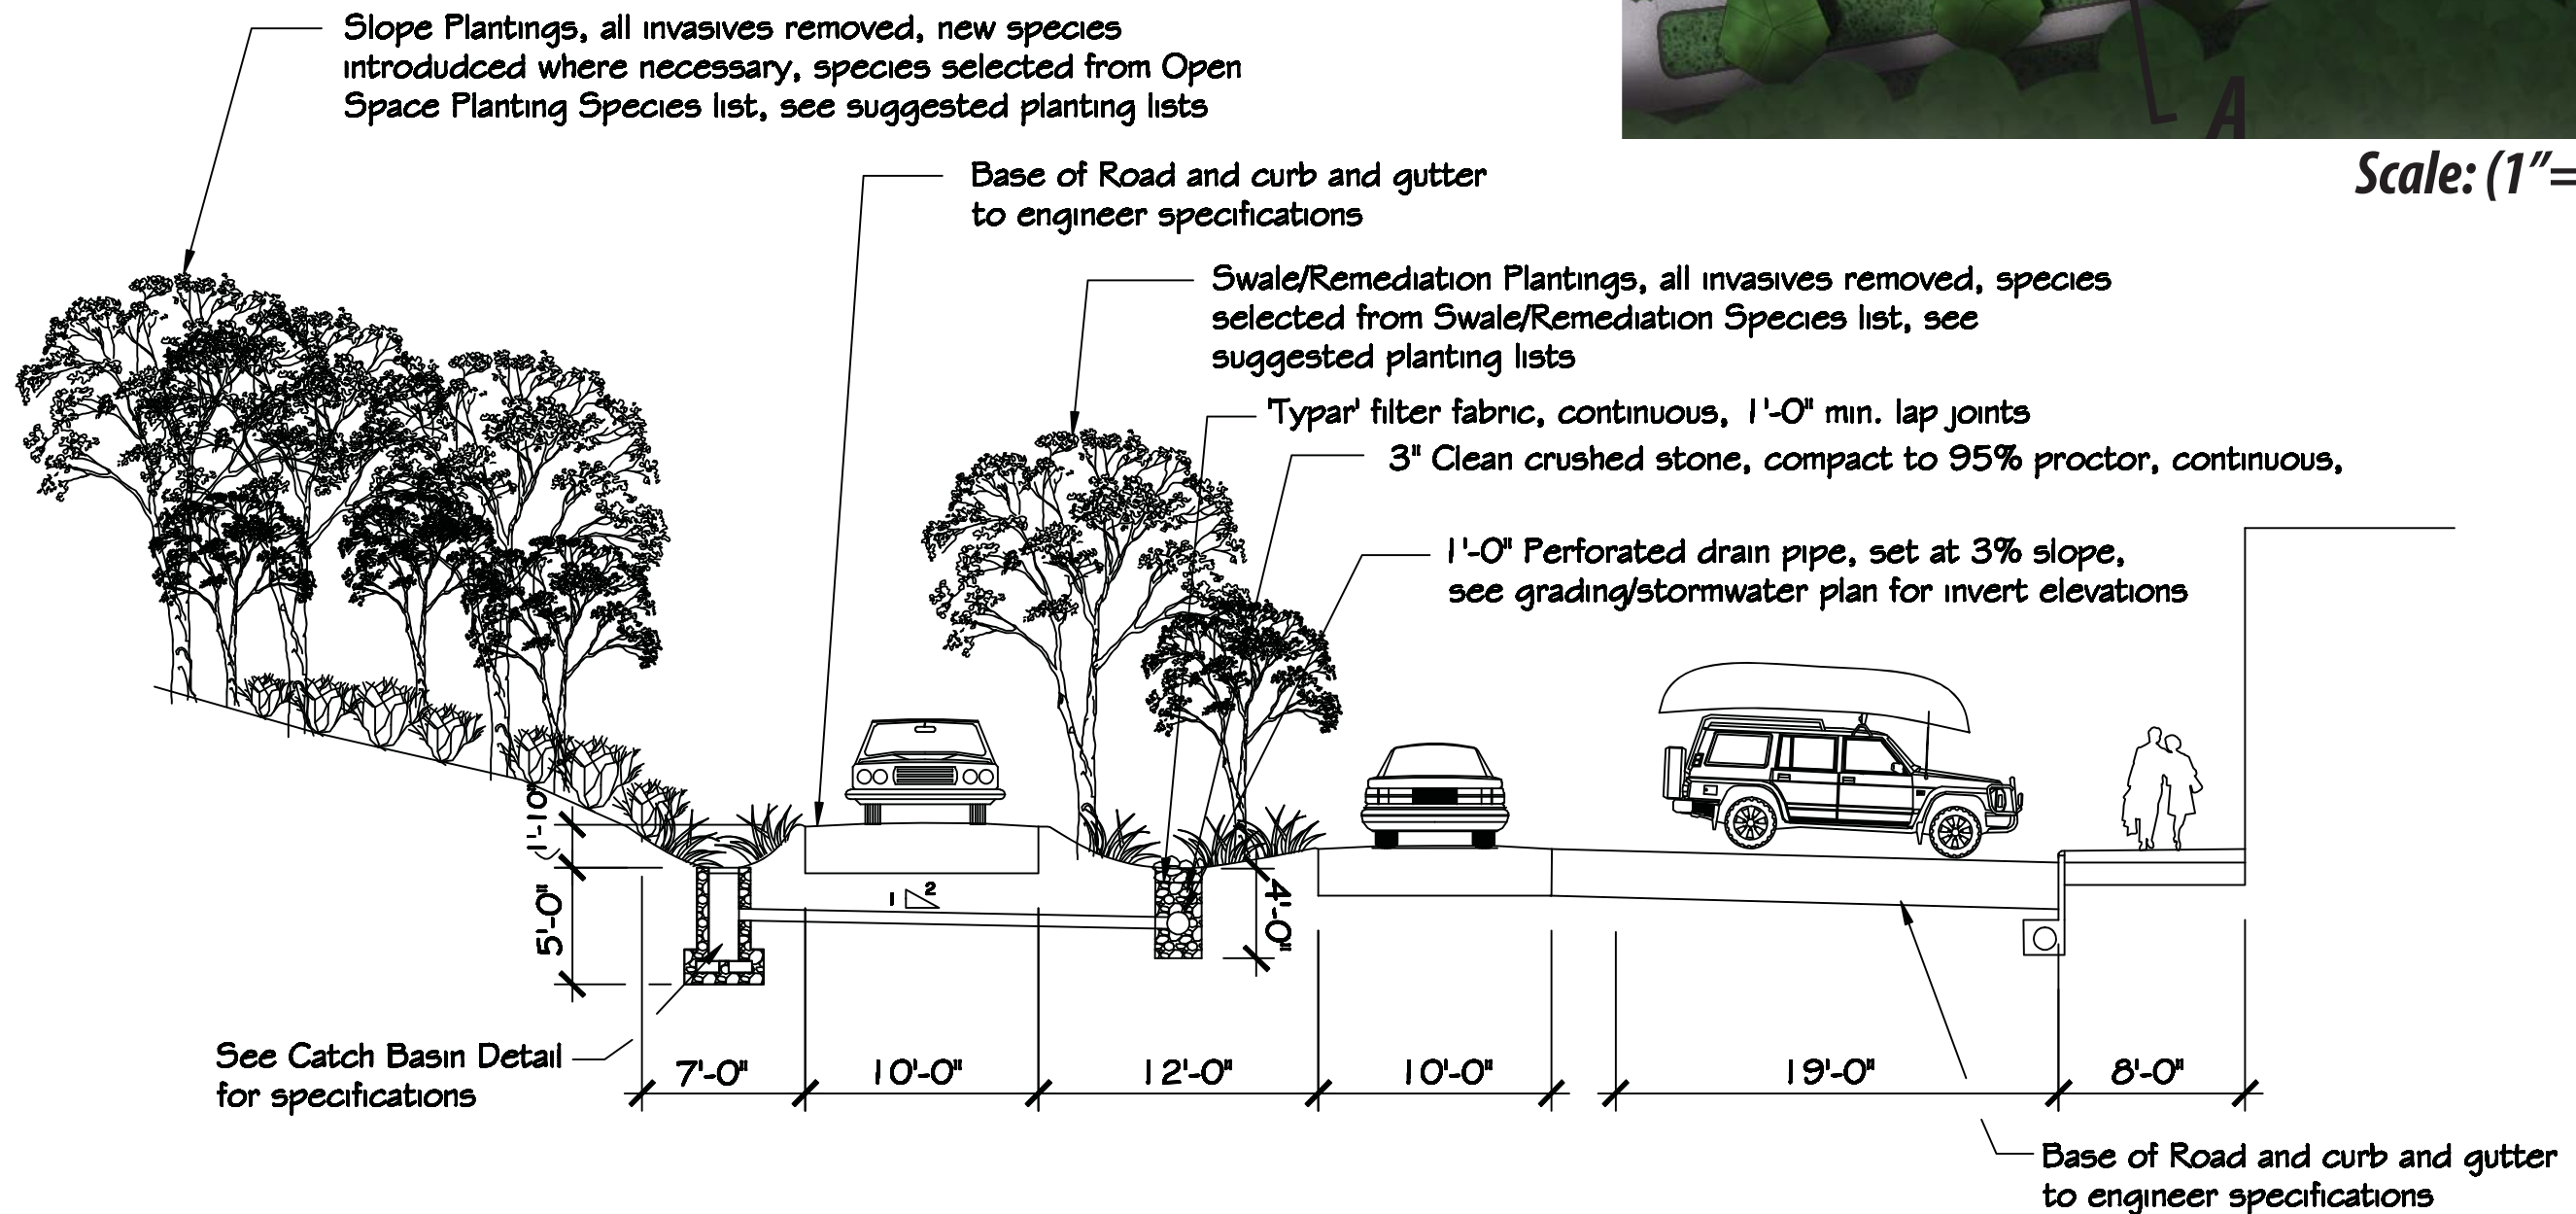 Slope Plantings, all invasives removed, new species
introdudced where necessary, species selected from Open
Space Planting Species list, see suggested planting lists
A
Scale: (1"=
Base of Road and curb and gutter
to engineer specifications
Swale/Remediation Plantings, all invasives removed, species
selected from Swale/Remediation Species list, see
suggested planting lists
'Typar' filter fabric, continuous, 1'-0" min. lap joints
3" Clean crushed stone, compact to 95% proctor, continuous,
1'-0" Perforated drain pipe, set at 3% slope,
see grading/stormwater plan for invert elevations
1'-10"
5'-0"
1
2
4'-0"
See Catch Basin Detail
for specifications
7'-0"
10'-0"
12'-0"
10'-0"
19'-0"
8'-0"
Base of Road and curb and gutter
to engineer specifications